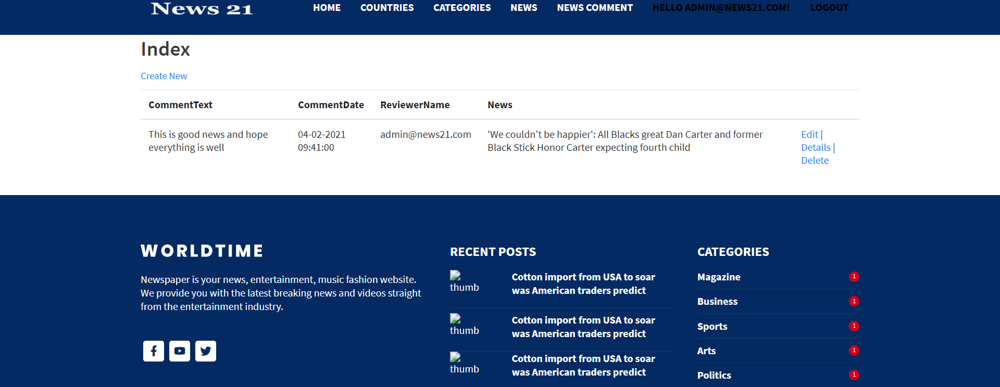 News 21
HOME COUNTRIES CATEGORIES NEWS NEWS COMMENT HELLO ADMIN@NEWS21.COM! LOGOUT
Index
Create New
CommentText CommentDate ReviewerName News
This is good news and hope
everything is well
04-02-2021
09:41:00
admin@news21.com
'We couldn't be happier': All Blacks great Dan Carter and former
Black Stick Honor Carter expecting fourth child
Edit |
Details |
Delete
WORLDTIME
Newspaper is your news, entertainment, music fashion website.
We provide you with the latest breaking news and videos straight
from the entertainment industry.
RECENT POSTS
thumb
Cotton import from USA to soar
was American traders predict
thumb
Cotton import from USA to soar
was American traders predict
thumb
Cotton import from USA to soar
was American traders predict
CATEGORIES
Magazine 1
Business 1
Sports 1
Arts 1
Politics 1